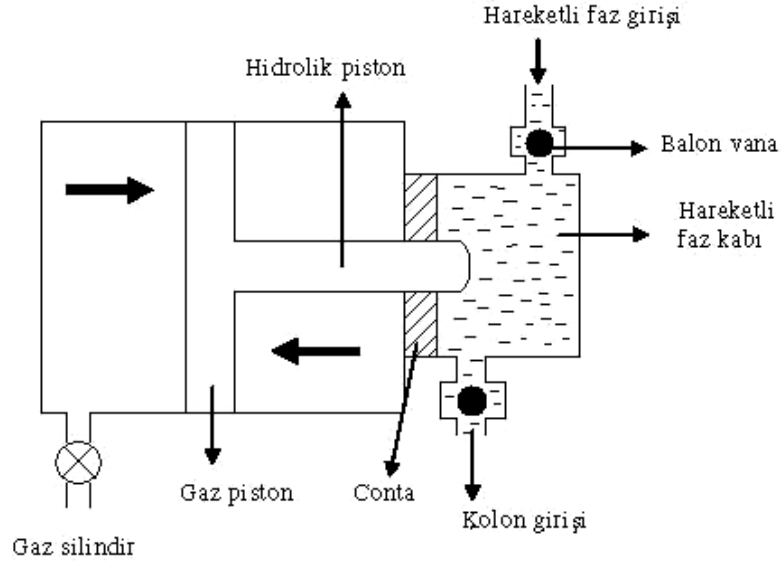 Hareketli faz girişi
Hidrolik piston
Balon vana
Hareketli
faz kabı
Gaz piston
Conta
Kolon girişi
Gaz silindir